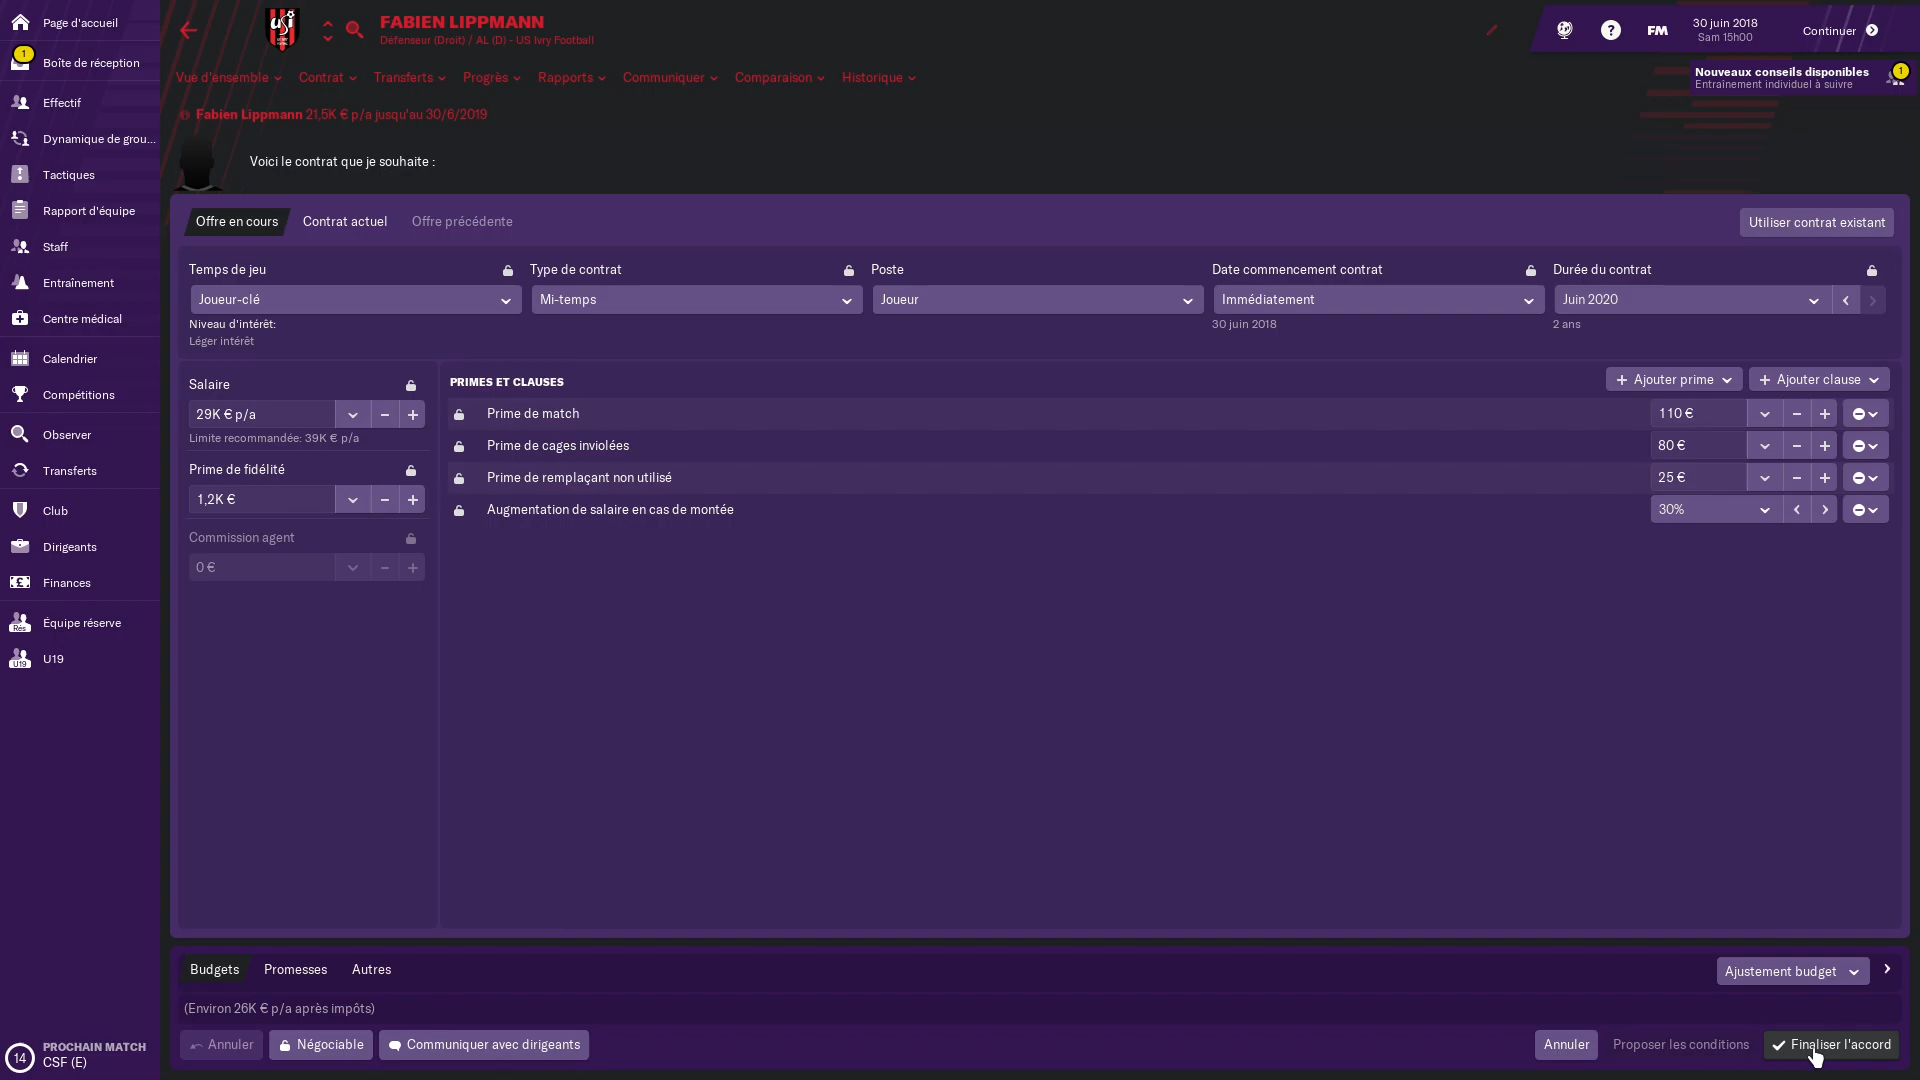 Page d'accueil
1
Boîte de réception
Effectif
Dynamique de grou...
Tactiques
Rapport d'équipe
Staff
Entraînement
Centre médical
Calendrier
Compétitions
Observer
Transferts
Club
Dirigeants
Finances
Rés
Équipe réserve
U19
U19
14
PROCHAIN MATCH
CSF (E)
usi
FABIEN LIPPMANN
Défenseur (Droit) / AL (D) - US Ivry Football
FM
30 juin 2018
Sam 15h00
Continuer
Vue d'ensemble
Contrat
Transferts
Progrès
Rapports
Communiquer
Comparaison
Historique
Nouveaux conseils disponibles
Entraînement individuel à suivre
1
Fabien Lippmann 21,5K € p/a jusqu'au 30/6/2019
Voici le contrat que je souhaite :
Offre en cours
Contrat actuel
Offre précédente
Utiliser contrat existant
Temps de jeu
Joueur-clé
Niveau d'intérêt:
Léger intérêt
Type de contrat
Mi-temps
Poste
Joueur
Date commencement contrat
Immédiatement
30 juin 2018
Durée du contrat
Juin 2020
2 ans
Salaire
29K € p/a
Limite recommandée: 39K € p/a
Prime de fidélité
1,2K €
Commission agent
0 €
PRIMES ET CLAUSES
Ajouter prime
Ajouter clause
Prime de match
110 €
Prime de cages inviolées
80 €
Prime de remplaçant non utilisé
25 €
Augmentation de salaire en cas de montée
30%
Budgets
Promesses
Autres
Ajustement budget
(Environ 26K € p/a après impôts)
Annuler
Négociable
Communiquer avec dirigeants
Annuler
Proposer les conditions
Finaliser l'accord